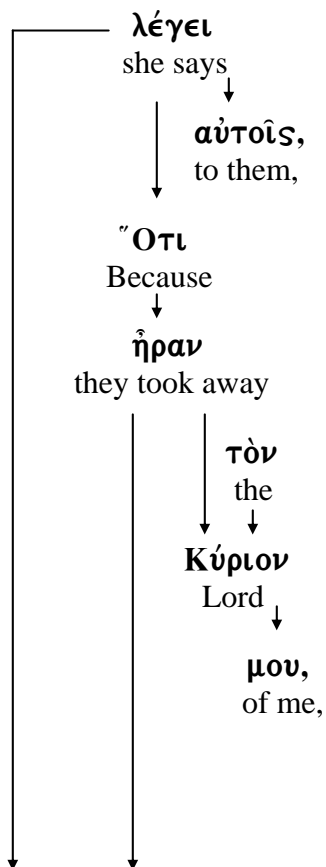 λέγει
she says
αὐτοῖς,
to them,
Ὅτι
Because
ἦραν
they took away
τὸν
the
Κύριον
Lord
μου,
of me,